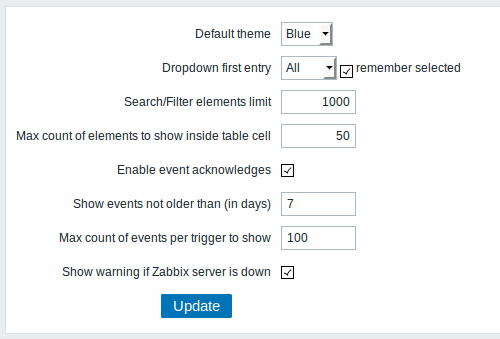 Default theme Blue
Dropdown first entry All remember selected
Search/Filter elements limit 1000
Max count of elements to show inside table cell 50
Enable event acknowledges
Show events not older than (in days) 7
Max count of events per trigger to show 100
Show warning if Zabbix server is down
Update